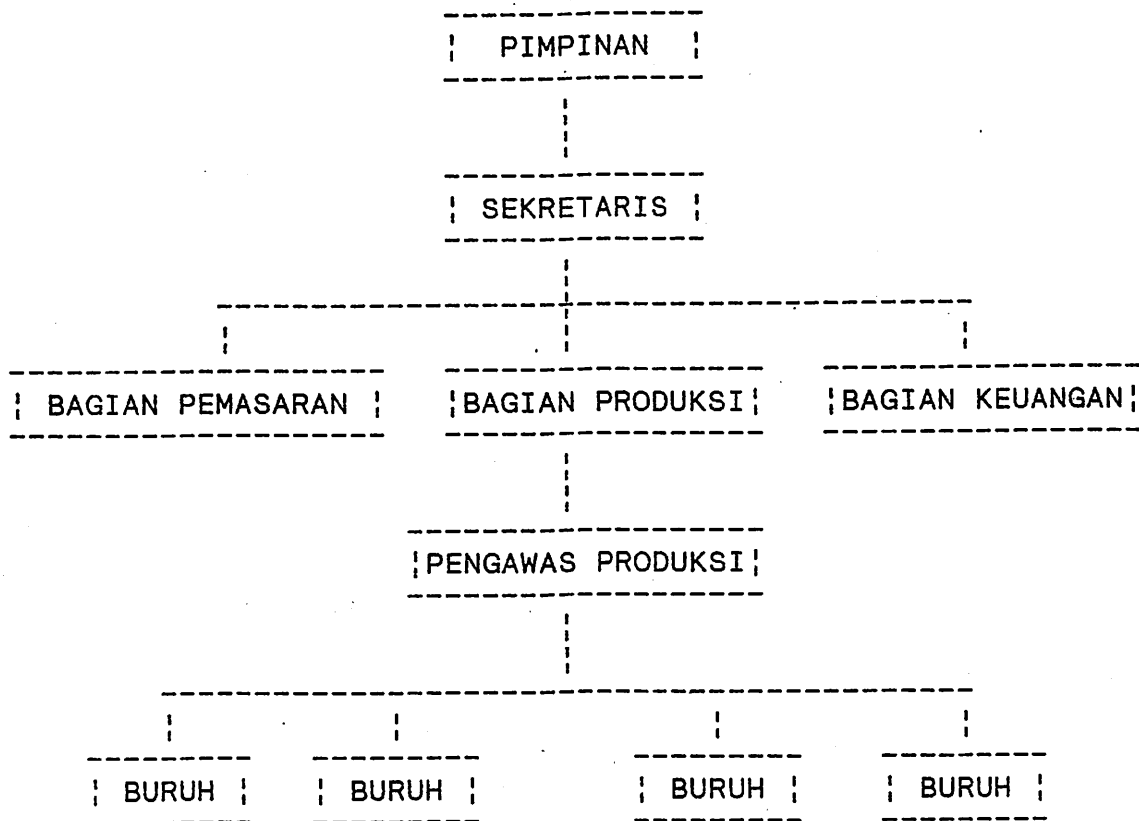 PIMPINAN
SEKRETARIS
BAGIAN PEMASARAN
BAGIAN PRODUKSI
BAGIAN KEUANGAN
PENGAWAS PRODUKSI
BURUH
BURUH
BURUH
BURUH